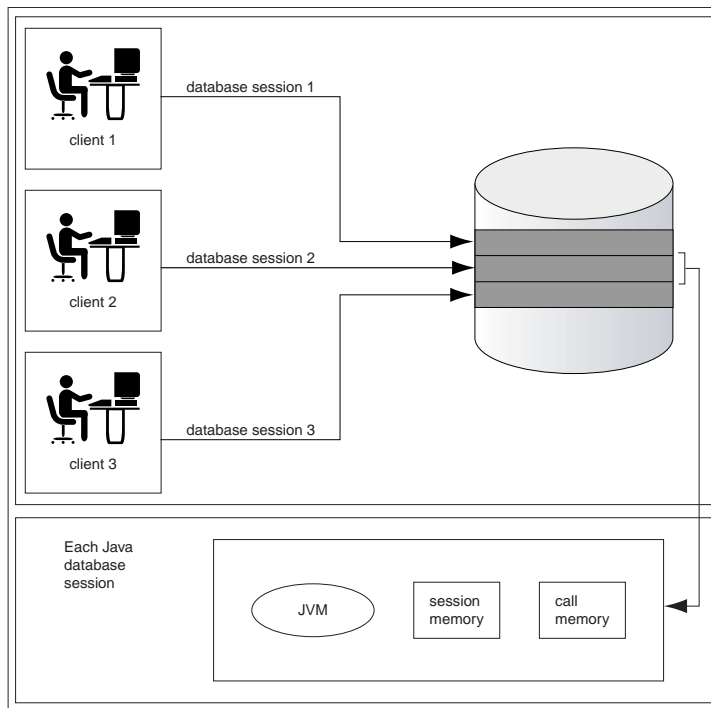 database session 1
client 1
database session 2
client 2
database session 3
client 3
Each Java
database
session
JVM
session
memory
call
memory